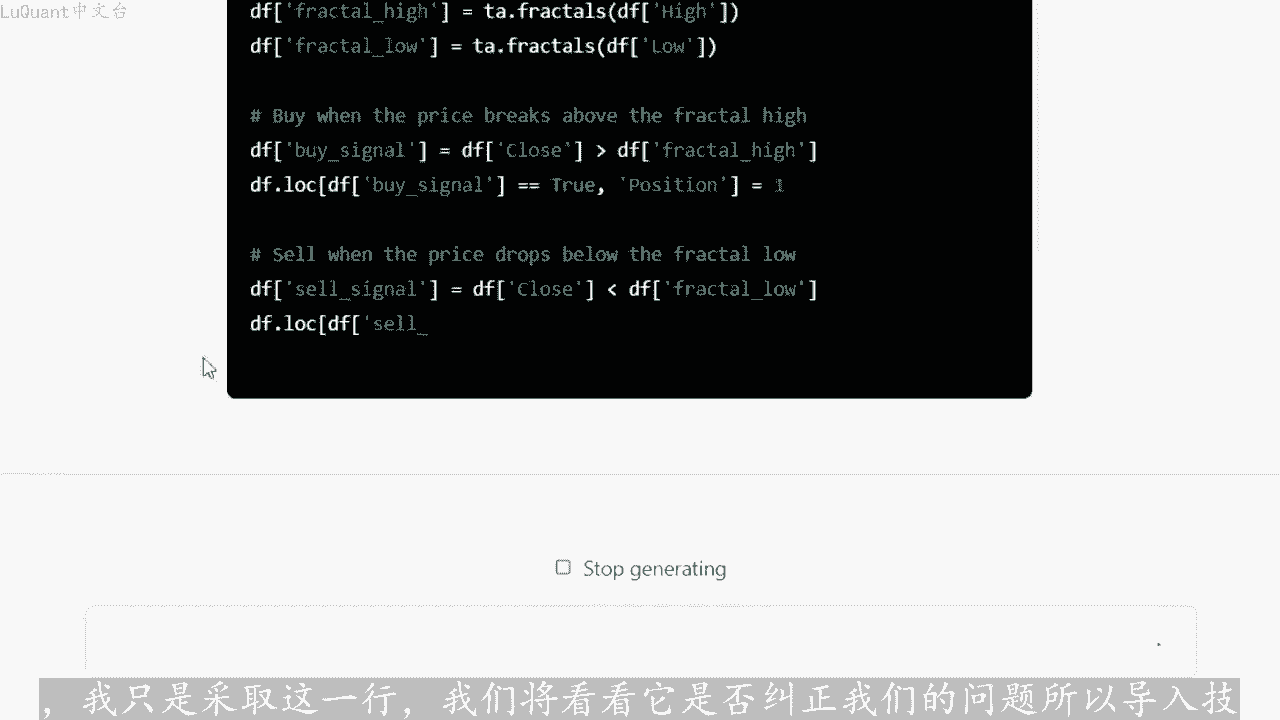 LuQuant中文台
df['fractal_high'] = ta.fractals(df['High'])
df['fractal_low'] = ta.fractals(df['Low'])
# Buy when the price breaks above the fractal high
df['buy_signal'] = df['Close'] > df['fractal_high']
df.loc[df['buy_signal'] == True, 'Position'] = 1
# Sell when the price drops below the fractal low
df['sell_signal'] = df['Close'] < df['fractal_low']
df.loc[df['sell_
Stop generating
，我只是采取这一行，我们将看看它是否纠正我们的问题所以导入技